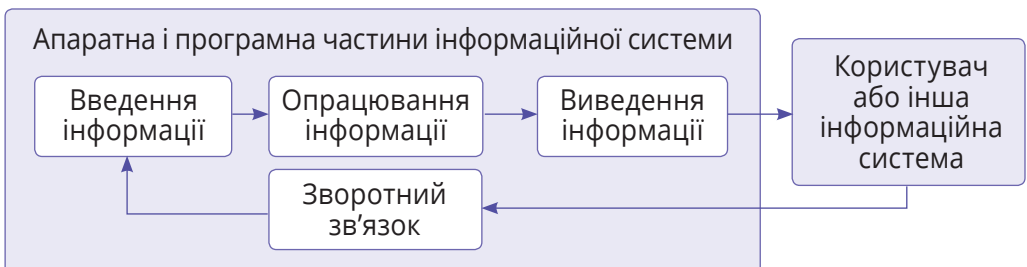 Апаратна і програмна частини інформаційної системи
Введення
інформації
Опрацювання
інформації
Виведення
інформації
Користувач
або інша
інформаційна
система
Зворотний
зв’язок